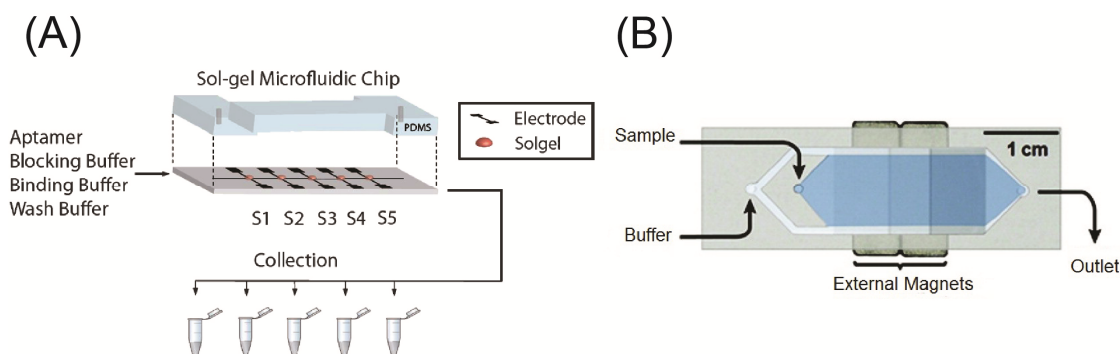 (A)
Sol-gel Microfluidic Chip
PDMS
Electrode
Solgel
Aptamer
Blocking Buffer
Binding Buffer
Wash Buffer
S1 S2 S3 S4 S5
Collection
(B)
Sample
1 cm
Buffer
Outlet
External Magnets